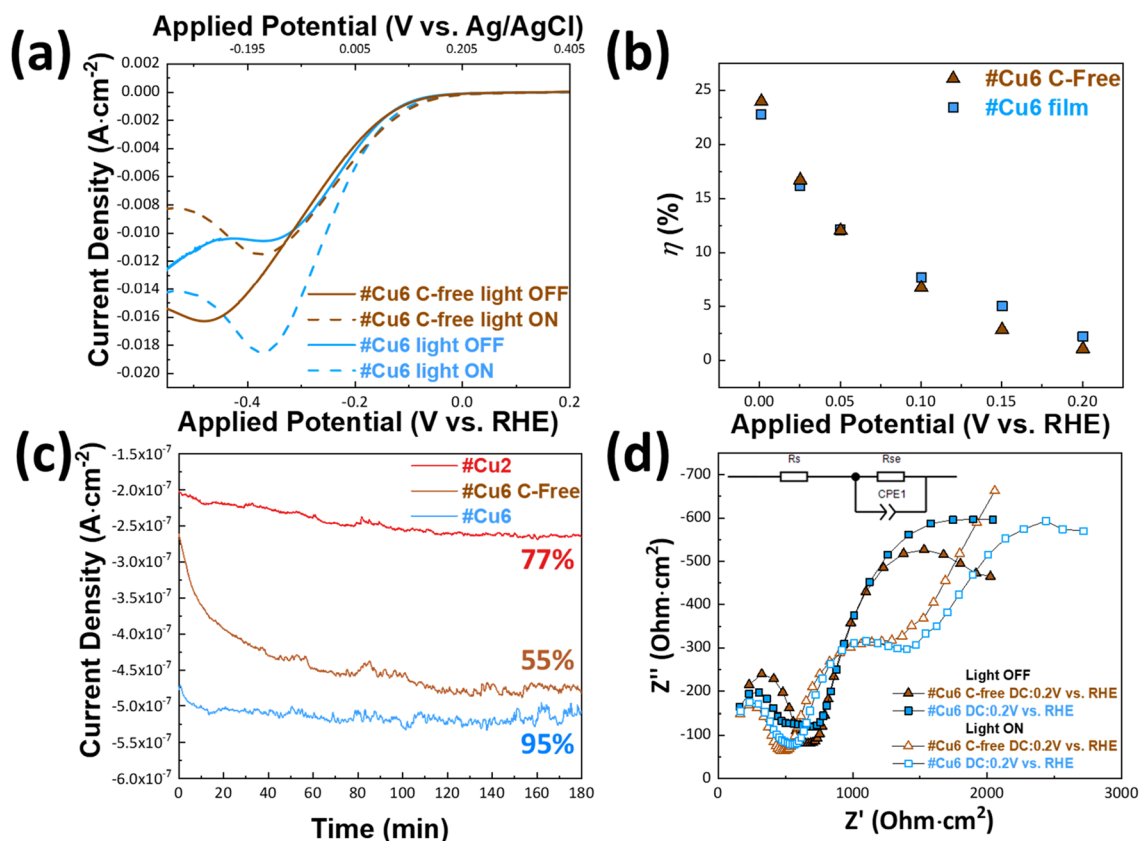 (a)
Applied Potential (V vs. Ag/AgCl)
-0.195 0.005 0.205 0.405
Current Density (A·cm⁻²)
0.002
0.000
-0.002
-0.004
-0.006
-0.008
-0.010
-0.012
-0.014
-0.016
-0.018
-0.020
#Cu6 C-free light OFF
#Cu6 C-free light ON
#Cu6 light OFF
#Cu6 light ON
-0.4 -0.2 0.0 0.2
Applied Potential (V vs. RHE)
(b)
η (%)
25
20
15
10
5
0
#Cu6 C-Free
#Cu6 film
0.00 0.05 0.10 0.15 0.20
Applied Potential (V vs. RHE)
(c)
Current Density (A·cm⁻²)
-1.5x10⁻⁷
-2.0x10⁻⁷
-2.5x10⁻⁷
-3.0x10⁻⁷
-3.5x10⁻⁷
-4.0x10⁻⁷
-4.5x10⁻⁷
-5.0x10⁻⁷
-5.5x10⁻⁷
-6.0x10⁻⁷
#Cu2
#Cu6 C-Free
#Cu6
77%
55%
95%
0 20 40 60 80 100 120 140 160 180
Time (min)
(d)
Z'' (Ohm·cm²)
-700
-600
-500
-400
-300
-200
-100
0
Rs Rse
CPE1
Light OFF
#Cu6 C-free DC:0.2V vs. RHE
#Cu6 DC:0.2V vs. RHE
Light ON
#Cu6 C-free DC:0.2V vs. RHE
#Cu6 DC:0.2V vs. RHE
0 1000 2000 3000
Z' (Ohm·cm²)